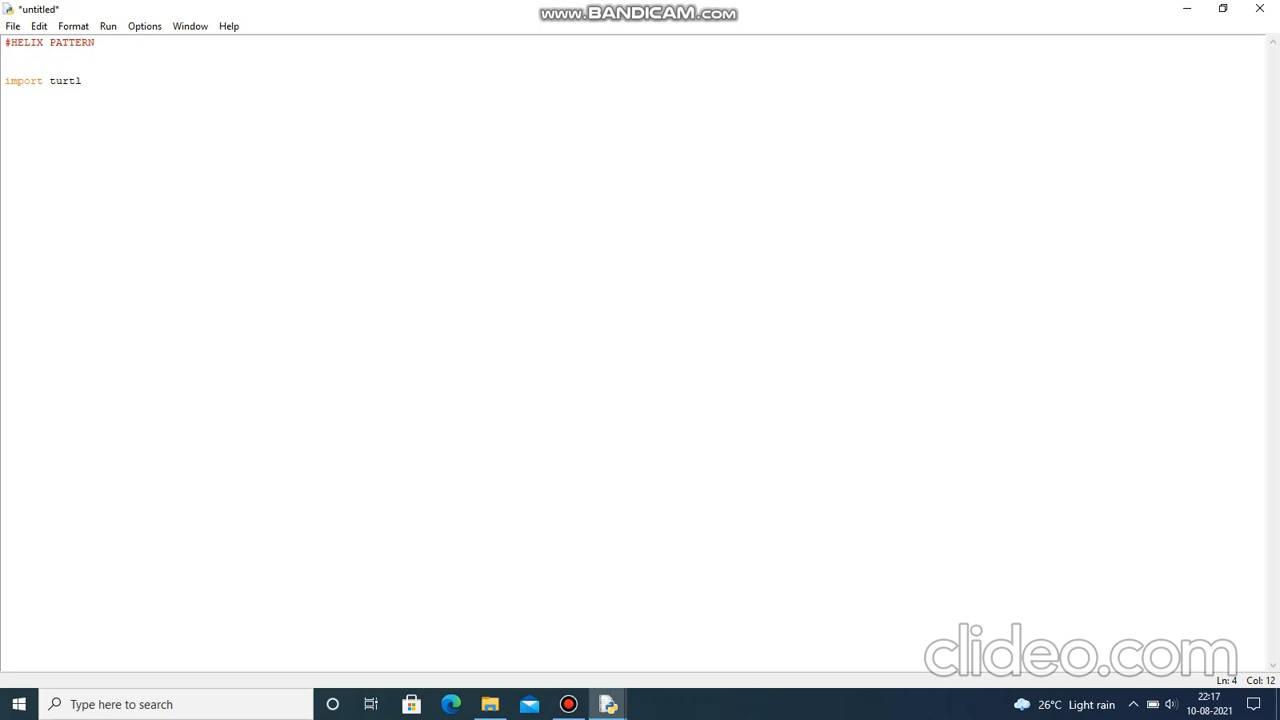 *untitled*
www.BANDICAM.com
File Edit Format Run Options Window Help
#HELIX PATTERN
import turtl
clideo.com
Ln: 4 Col: 12
Type here to search
26°C Light rain
22:17
10-08-2021